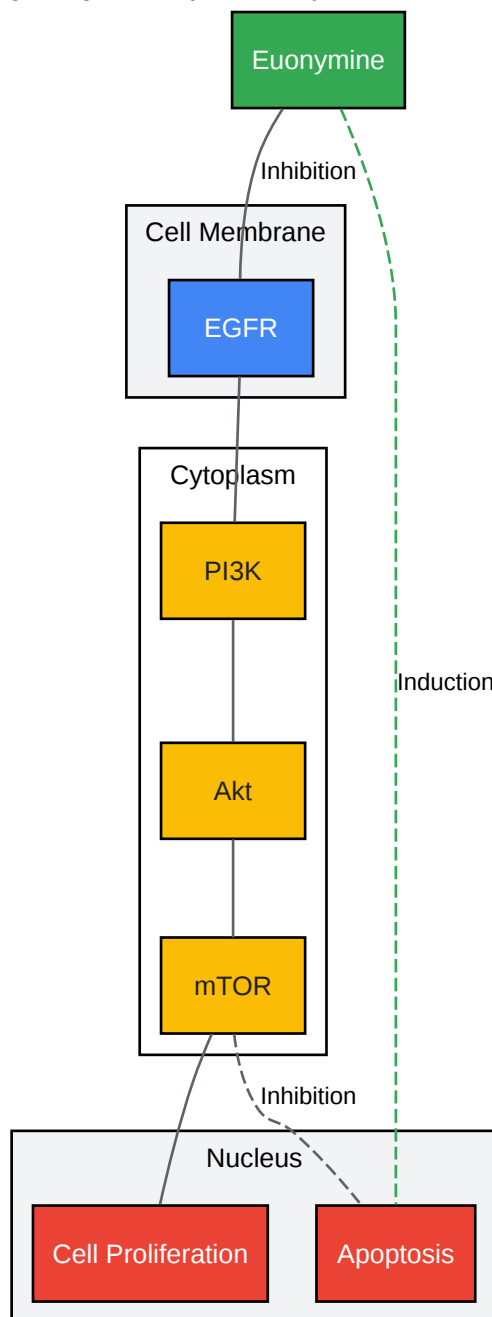 Euonymine
Inhibition
Cell Membrane
EGFR
Cytoplasm
PI3K
Induction
Akt
mTOR
Inhibition
Nucleus
Cell Proliferation
Apoptosis